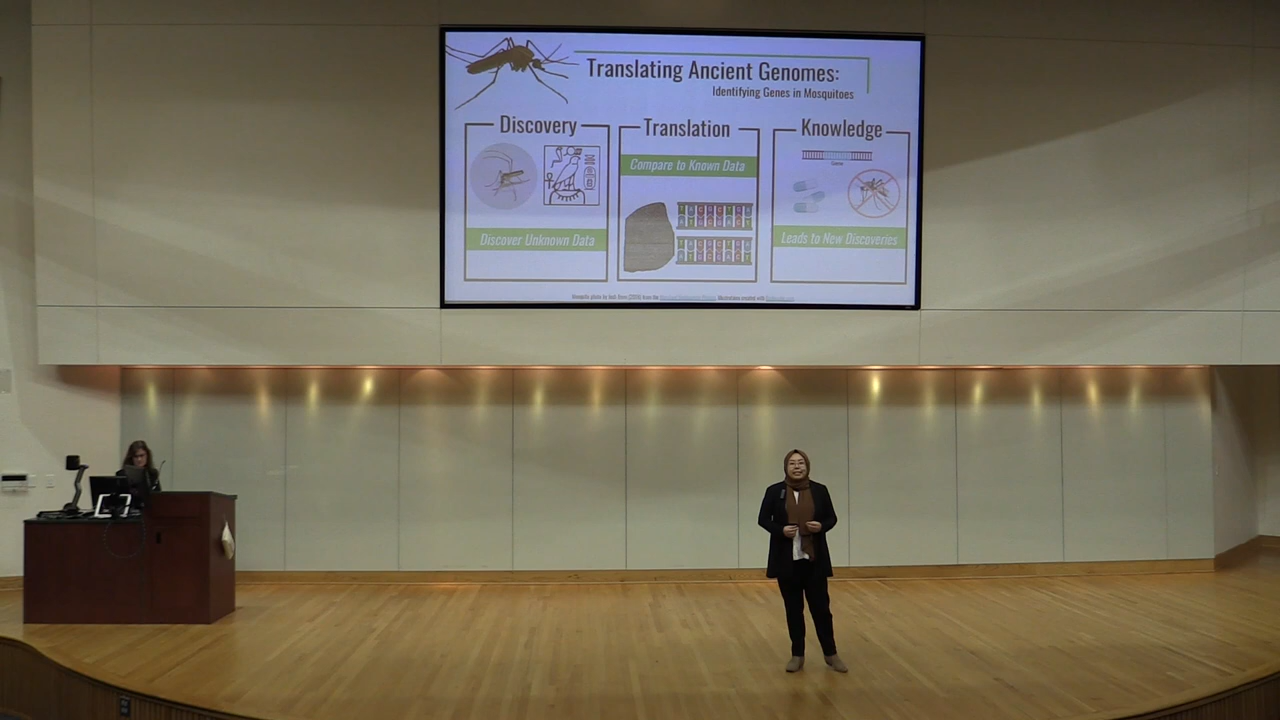 Translating Ancient Genomes:
Identifying Genes in Mosquitoes
Discovery
Discover Unknown Data
Translation
Compare to Known Data
Knowledge
Gene
Leads to New Discoveries